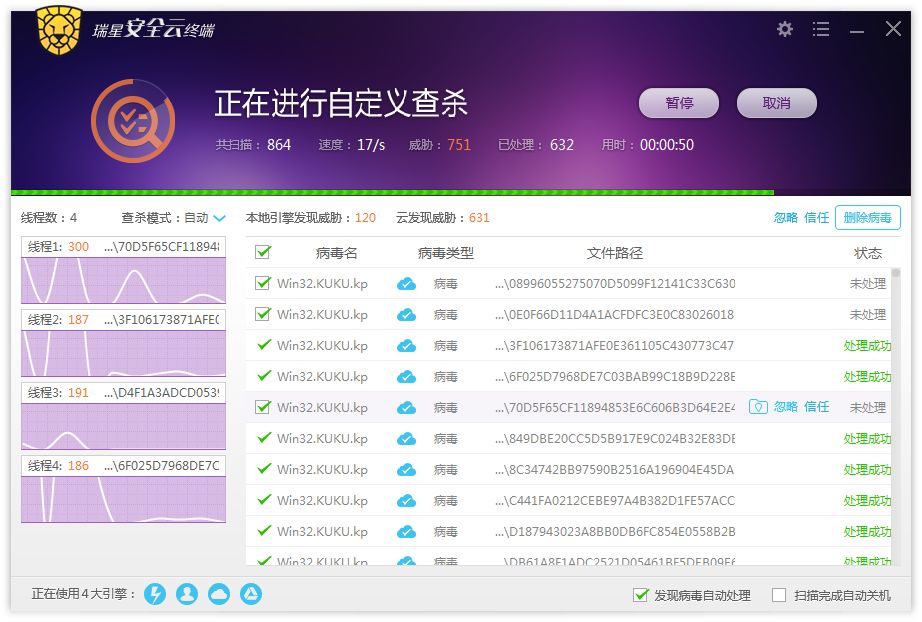 瑞星安全云终端
正在进行自定义查杀
暂停 取消
共扫描：864 速度：17/s 威胁：751 已处理：632 用时：00:00:50
线程数：4 查杀模式：自动 本地引擎发现威胁：120 云发现威胁：631 忽略 信任 删除病毒
线程1: 300 ...\70D5F65CF118948
线程2: 187 ...\3F106173871AFE0
线程3: 191 ...\D4F1A3ADCD0539
线程4: 186 ...\6F025D7968DE7C
病毒名 病毒类型 文件路径 状态
Win32.KUKU.kp 病毒 ...\08996055275070D5099F12141C33C630 未处理
Win32.KUKU.kp 病毒 ...\0E0F66D11D4A1ACFDFC3E0C83026018 未处理
Win32.KUKU.kp 病毒 ...\3F106173871AFE0E361105C430773C47 处理成功
Win32.KUKU.kp 病毒 ...\6F025D7968DE7C03BAB99C18B9D228E 处理成功
Win32.KUKU.kp 病毒 ...\70D5F65CF11894853E6C606B3D64E2E4 忽略 信任 未处理
Win32.KUKU.kp 病毒 ...\849DBE20CC5D5B917E9C024B32E83DE 处理成功
Win32.KUKU.kp 病毒 ...\8C34742BB97590B2516A196904E45DA 处理成功
Win32.KUKU.kp 病毒 ...\C441FA0212CEBE97A4B382D1FE57ACC 处理成功
Win32.KUKU.kp 病毒 ...\D187943023A8BB0DB6FC854E0558B2B 处理成功
Win32.KUKU.kp 病毒 ...\DB61A8F1ADC2521D05461BF5DFB09F6 处理成功
正在使用4大引擎： 发现病毒自动处理 扫描完成自动关机